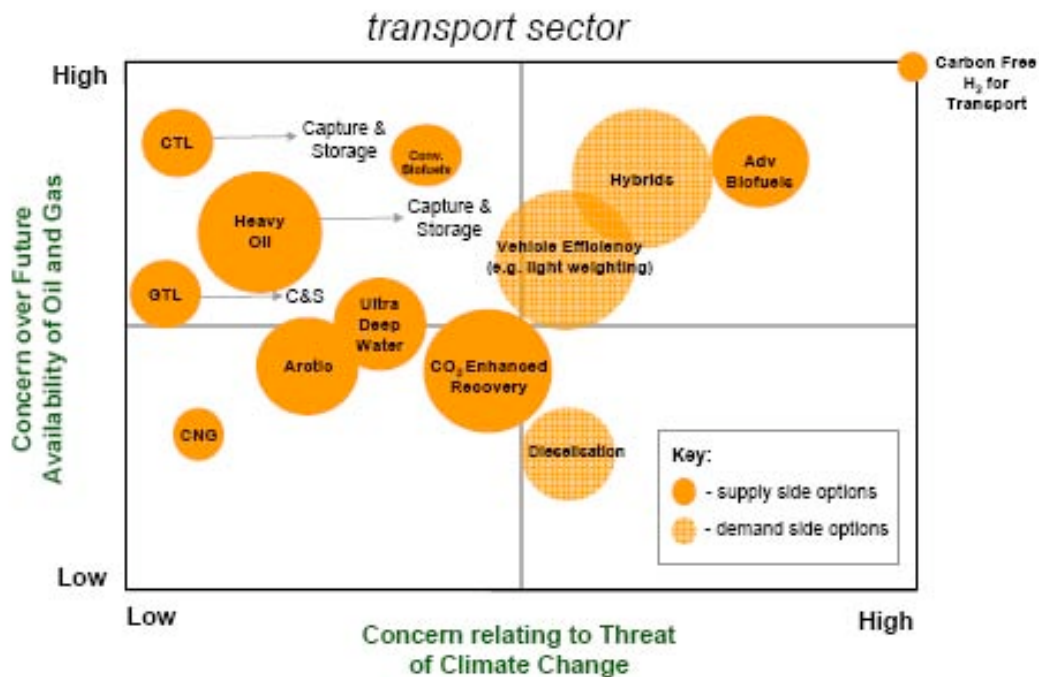 transport sector
High
Carbon Free
H₂ for
Transport
CTL
Capture &
Storage
Conv.
Biofuels
Hybrids
Adv
Biofuels
Heavy
Oil
Capture &
Storage
Vehicle Efficiency
(e.g. light weighting)
GTL
C&S
Ultra
Deep
Water
Arctic
CO₂ Enhanced
Recovery
CNG
Dieselisation
Key:
- supply side options
- demand side options
Concern over Future
Availability of Oil and Gas
Low
Low
High
Concern relating to Threat
of Climate Change